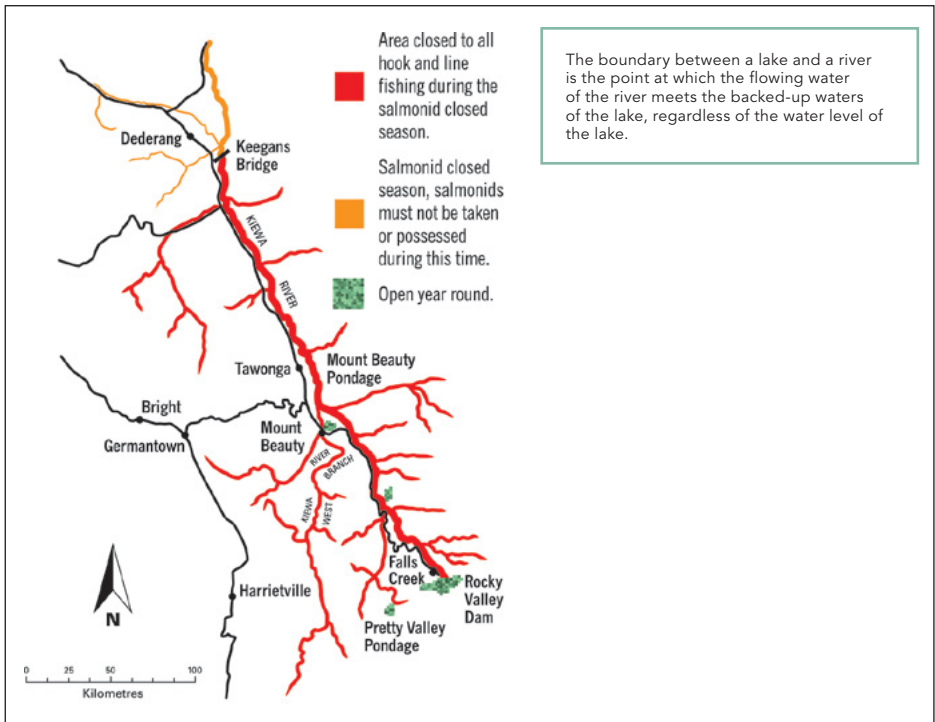 Area closed to all
hook and line
fishing during the
salmonid closed
season.
Salmonid closed
season, salmonids
must not be taken
or possessed
during this time.
Open year round.
The boundary between a lake and a river
is the point at which the flowing water
of the river meets the backed-up waters
of the lake, regardless of the water level of
the lake.
Dederang
Keegans
Bridge
KIEWA
RIVER
Tawonga
Mount Beauty
Pondage
Bright
Germantown
Mount
Beauty
RIVER
BRANCH
KIEWA
WEST
Falls
Creek
Rocky
Valley
Dam
Harrietville
Pretty Valley
Pondage
N
0 25 50 100
Kilometres